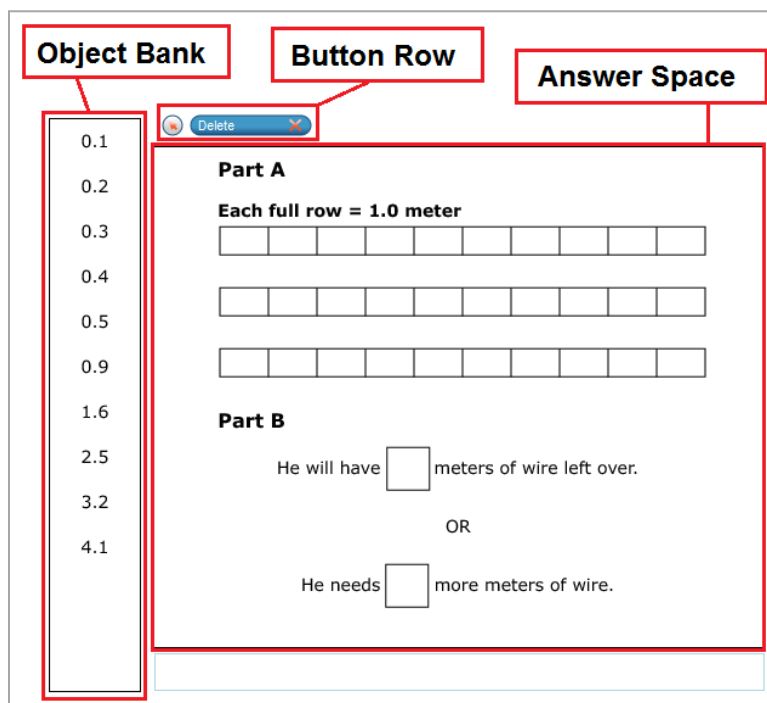 Object Bank
Button Row
Answer Space
Delete
0.1
0.2
0.3
0.4
0.5
0.9
1.6
2.5
3.2
4.1
Part A
Each full row = 1.0 meter
Part B
He will have meters of wire left over.
OR
He needs more meters of wire.